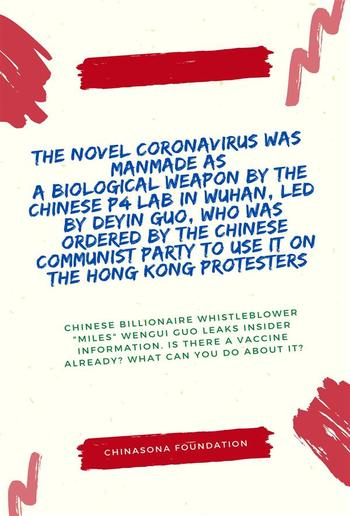 THE NOVEL CORONAVIRUS WAS
MANMADE AS
A BIOLOGICAL WEAPON BY THE
CHINESE P4 LAB IN WUHAN, LED
BY DEYIN GUO, WHO WAS
ORDERED BY THE CHINESE
COMMUNIST PARTY TO USE IT ON
THE HONG KONG PROTESTERS
CHINESE BILLIONAIRE WHISTLEBLOWER
"MILES" WENGUI GUO LEAKS INSIDER
INFORMATION. IS THERE A VACCINE
ALREADY? WHAT CAN YOU DO ABOUT IT?
CHINASONA FOUNDATION